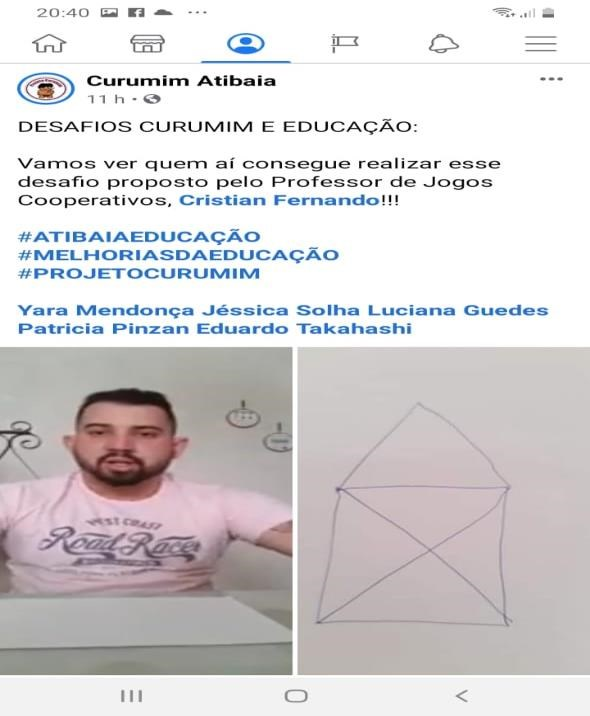 20:40
Curumim Atibaia
11 h
DESAFIOS CURUMIM E EDUCAÇÃO:
Vamos ver quem aí consegue realizar esse
desafio proposto pelo Professor de Jogos
Cooperativos, Cristian Fernando!!!
#ATIBAIAEDUCAÇÃO
#MELHORIASDAEDUCAÇÃO
#PROJETOCURUMIM
Yara Mendonça Jéssica Solha Luciana Guedes
Patricia Pinzan Eduardo Takahashi
WEST COAST
Road Racer